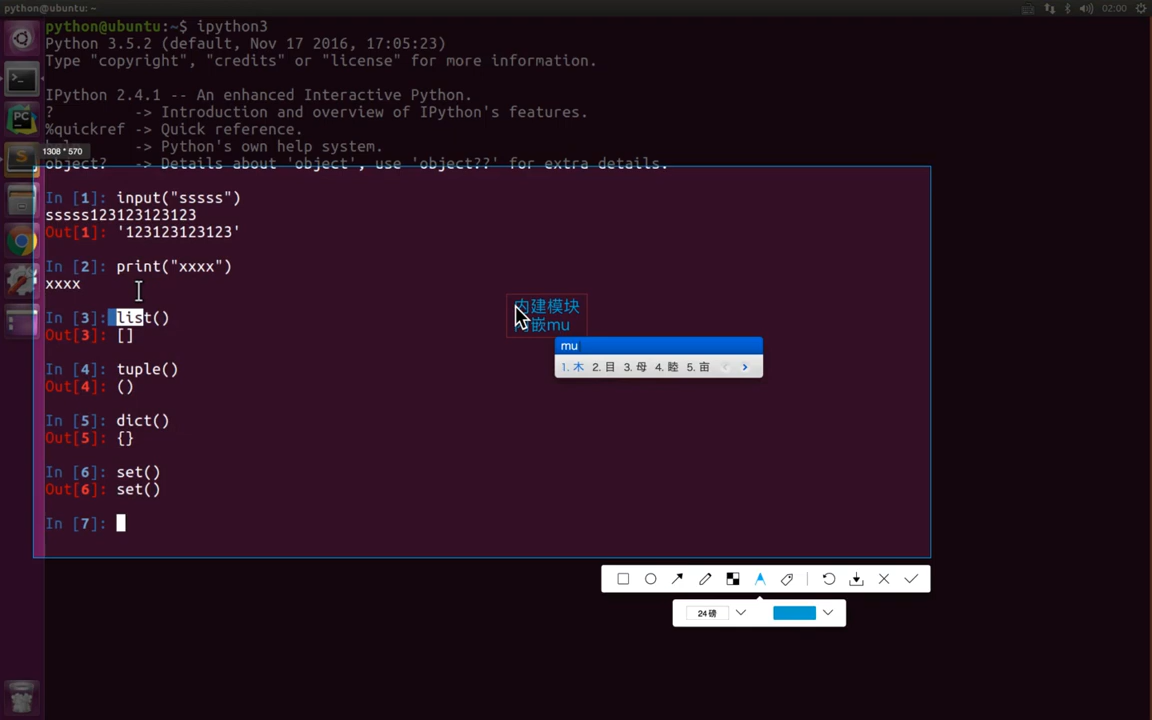 python@ubuntu: ~
02:00
python@ubuntu:~$ ipython3
Python 3.5.2 (default, Nov 17 2016, 17:05:23)
Type "copyright", "credits" or "license" for more information.
IPython 2.4.1 -- An enhanced Interactive Python.
? -> Introduction and overview of IPython's features.
%quickref -> Quick reference.
-> Python's own help system.
1308 * 570
object? -> Details about 'object', use 'object??' for extra details.
In [1]: input("sssss")
sssss123123123123
Out[1]: '123123123123'
In [2]: print("xxxx")
xxxx
In [3]: list()
Out[3]: []
In [4]: tuple()
Out[4]: ()
In [5]: dict()
Out[5]: {}
In [6]: set()
Out[6]: set()
In [7]:
内建模块
内嵌mu
mu
1. 木 2. 目 3. 母 4. 睦 5. 亩
24磅